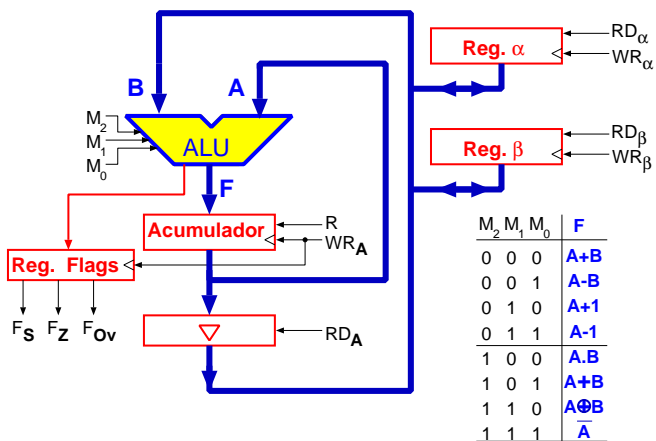 RDα
Reg. α
WRα
B
A
M2
M1
M0
ALU
RDβ
Reg. β
WRβ
F
Acumulador
R
WRA
Reg. Flags
FS FZ FOv
RDA
M2 M1 M0 F
0 0 0 A+B
0 0 1 A-B
0 1 0 A+1
0 1 1 A-1
1 0 0 A.B
1 0 1 A+B
1 1 0 A⊕B
1 1 1 A̅